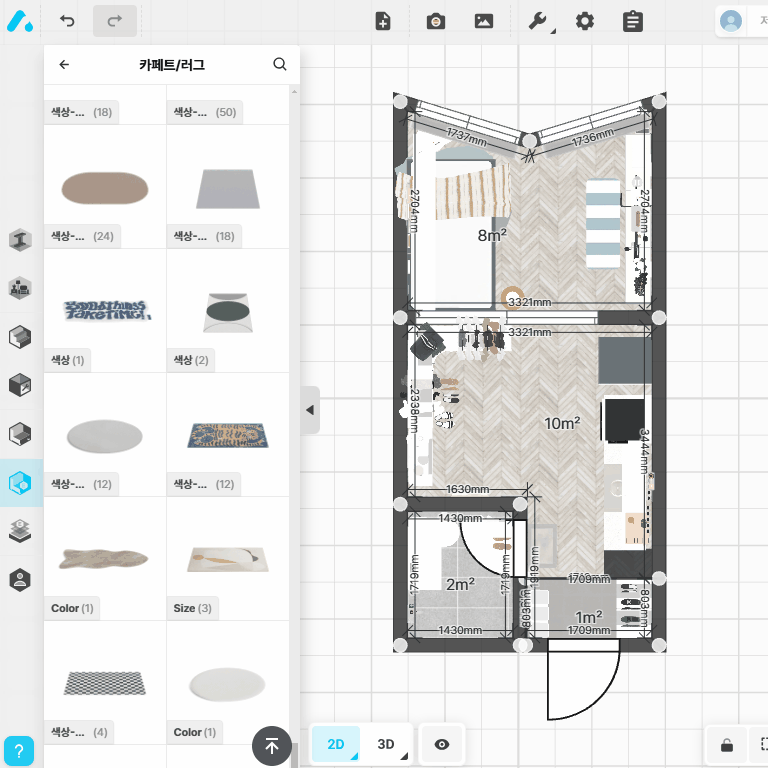 저
카페트/러그
색상-... (18)
색상-... (50)
색상-... (24)
색상-... (18)
색상 (1)
색상 (2)
색상-... (12)
색상-... (12)
Color (1)
Size (3)
색상-... (4)
Color (1)
?
1737mm
1736mm
2704mm
2704mm
8m²
3321mm
3321mm
2338mm
10m²
3444mm
1630mm
1430mm
1719mm
1719mm
1919mm
2m²
1709mm
803mm
803mm
1m²
1430mm
1709mm
2D
3D